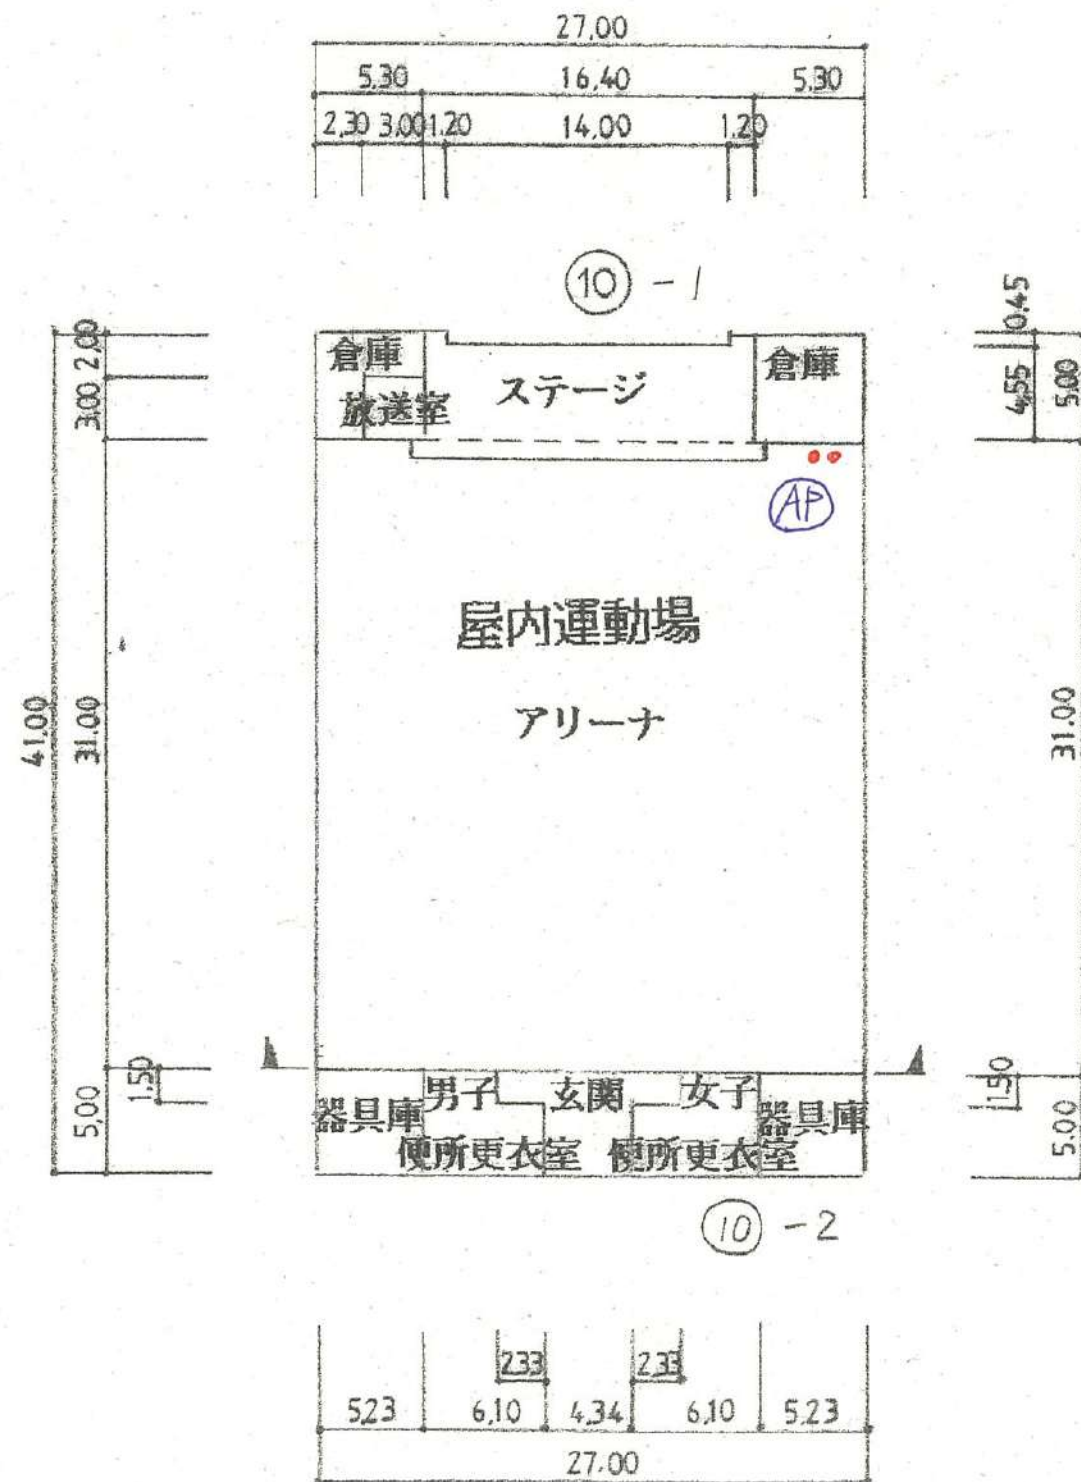 27,00
5,30 16,40 5,30
2,30 3,00 1,20 14,00 1,20
⑩ -1
2,00
3,00
41,00
31,00
1,50
5,00
倉庫
放送室
ステージ
倉庫
AP
屋内運動場
アリーナ
0,45
4,55
5,00
31.00
1,50
5.00
器具庫 男子 玄関 女子 器具庫
便所更衣室 便所更衣室
⑩ -2
2,33 2,33
5,23 6,10 4,34 6,10 5,23
27.00